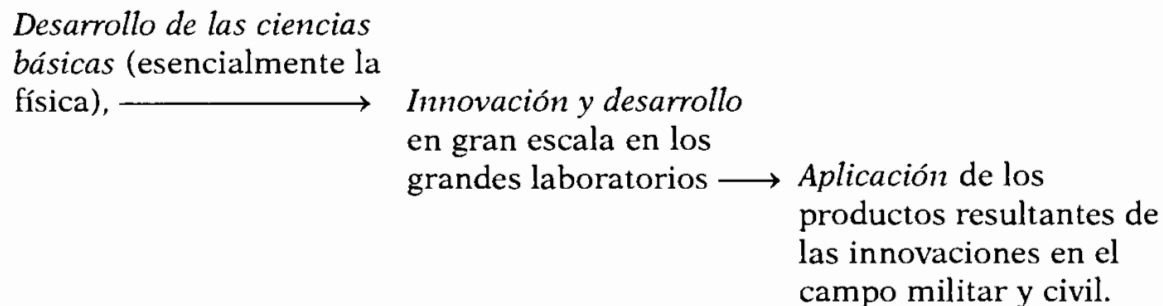 Desarrollo de las ciencias
básicas (esencialmente la
física), ⟶ Innovación y desarrollo
en gran escala en los
grandes laboratorios ⟶ Aplicación de los
productos resultantes de
las innovaciones en el
campo militar y civil.